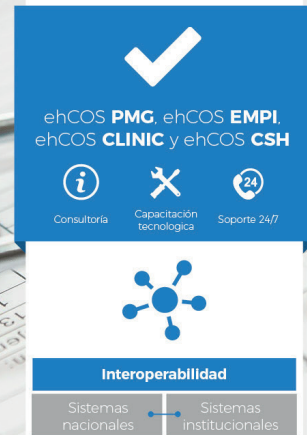 ehCOS PMG, ehCOS EMPI,
ehCOS CLINIC y ehCOS CSH
i
24
Consultoría
Capacitación
tecnologica
Soporte 24/7
Interoperabilidad
Sistemas
nacionales
Sistemas
institucionales